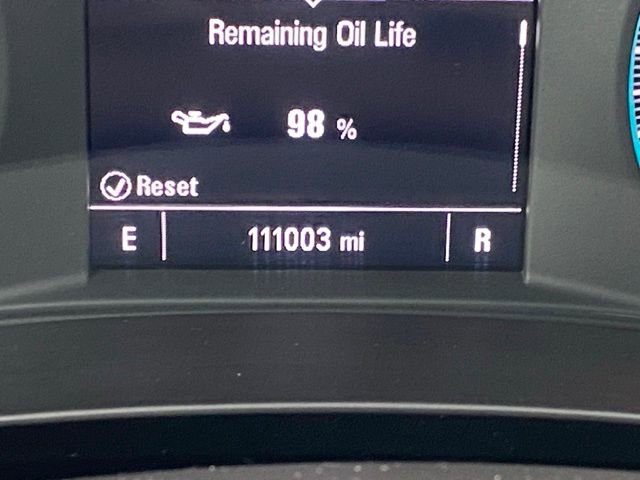 Remaining Oil Life
98 %
Reset
E 111003 mi R